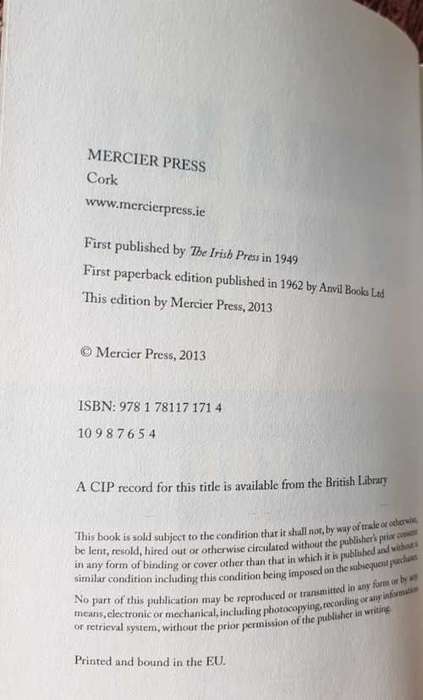 MERCIER PRESS
Cork
www.mercierpress.ie
First published by The Irish Press in 1949
First paperback edition published in 1962 by Anvil Books Ltd
This edition by Mercier Press, 2013
© Mercier Press, 2013
ISBN: 978 1 78117 171 4
10 9 8 7 6 5 4
A CIP record for this title is available from the British Library
This book is sold subject to the condition that it shall not, by way of trade or otherwise,
be lent, resold, hired out or otherwise circulated without the publisher's prior consent
in any form of binding or cover other than that in which it is published and without a
similar condition including this condition being imposed on the subsequent purchaser.
No part of this publication may be reproduced or transmitted in any form or by any
means, electronic or mechanical, including photocopying, recording or any information
or retrieval system, without the prior permission of the publisher in writing.
Printed and bound in the EU.